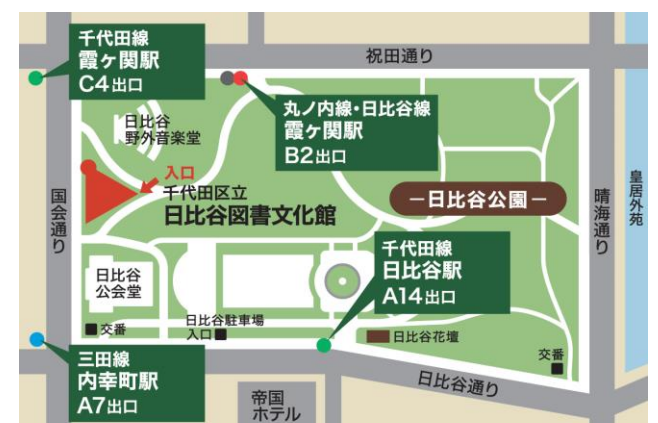 千代田線
霞ヶ関駅
C4出口
祝田通り
丸ノ内線・日比谷線
霞ヶ関駅
B2出口
日比谷
野外音楽堂
入口
千代田区立
日比谷図書文化館
国会通り
日比谷公園
晴海通り
皇居外苑
千代田線
日比谷駅
A14出口
日比谷
公会堂
交番
日比谷駐車場
入口
日比谷花壇
交番
三田線
内幸町駅
A7出口
帝国
ホテル
日比谷通り